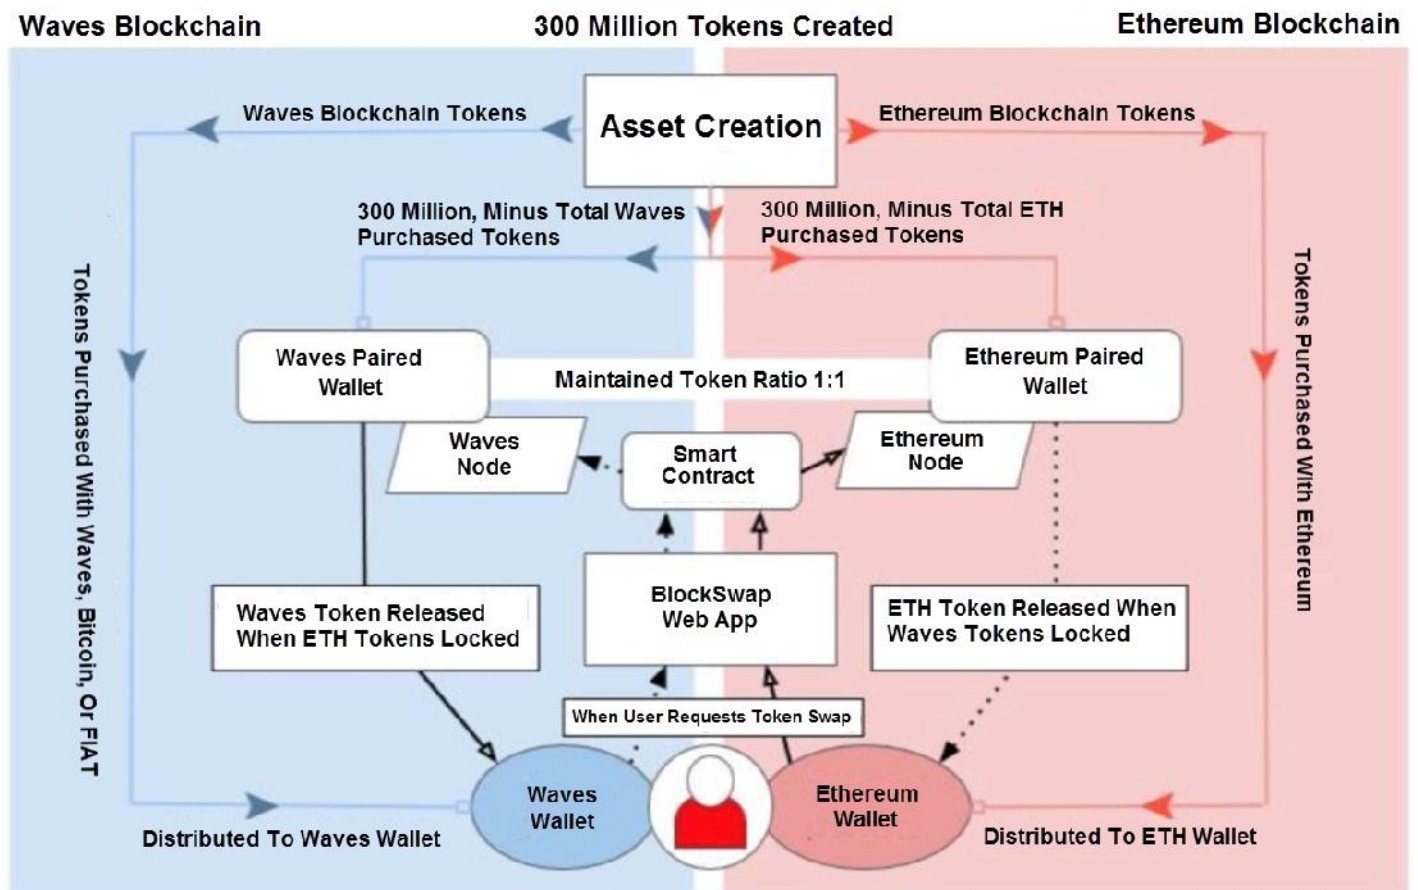 Waves Blockchain
300 Million Tokens Created
Ethereum Blockchain
Waves Blockchain Tokens
Asset Creation
Ethereum Blockchain Tokens
300 Million, Minus Total Waves
Purchased Tokens
300 Million, Minus Total ETH
Purchased Tokens
Tokens Purchased With Waves, Bitcoin, Or FIAT
Tokens Purchased With Ethereum
Waves Paired
Wallet
Maintained Token Ratio 1:1
Ethereum Paired
Wallet
Waves
Node
Smart
Contract
Ethereum
Node
Waves Token Released
When ETH Tokens Locked
BlockSwap
Web App
ETH Token Released When
Waves Tokens Locked
When User Requests Token Swap
Waves
Wallet
Ethereum
Wallet
Distributed To Waves Wallet
Distributed To ETH Wallet